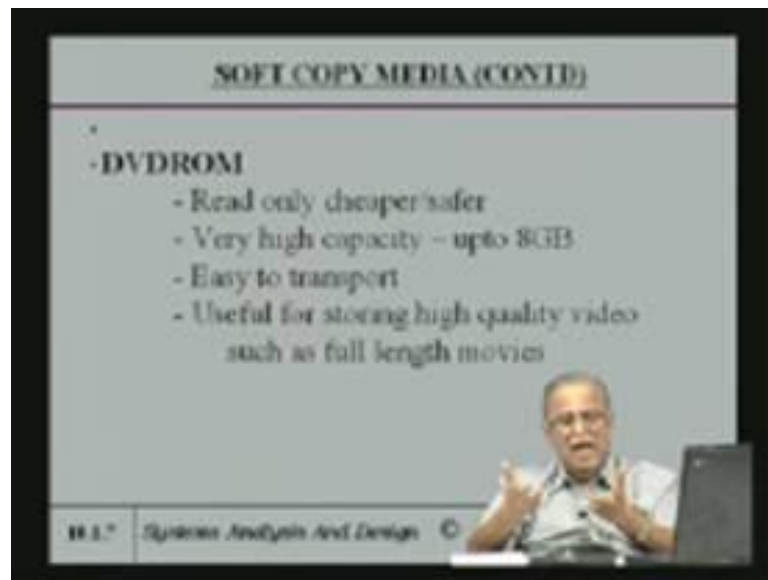 SOFT COPY MEDIA (CONTD)
-DVDROM
- Read only cheaper/safer
- Very high capacity – upto 8GB
- Easy to transport
- Useful for storing high quality video
such as full length movies
Systems Analysis And Design ©